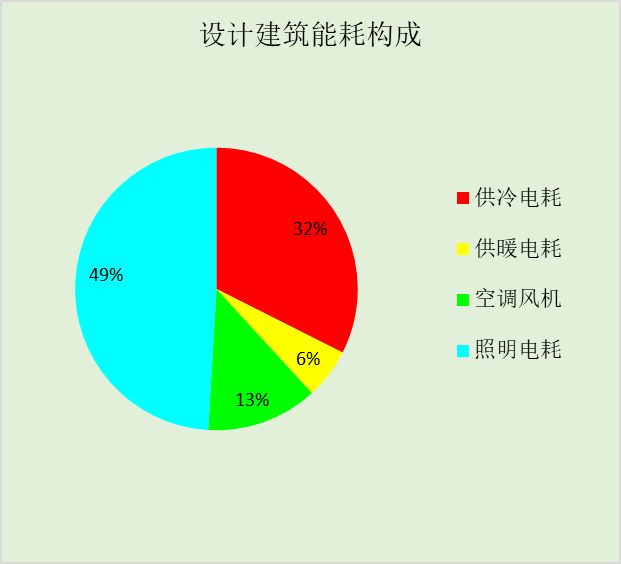 设计建筑能耗构成
32%
6%
13%
49%
供冷电耗
供暖电耗
空调风机
照明电耗